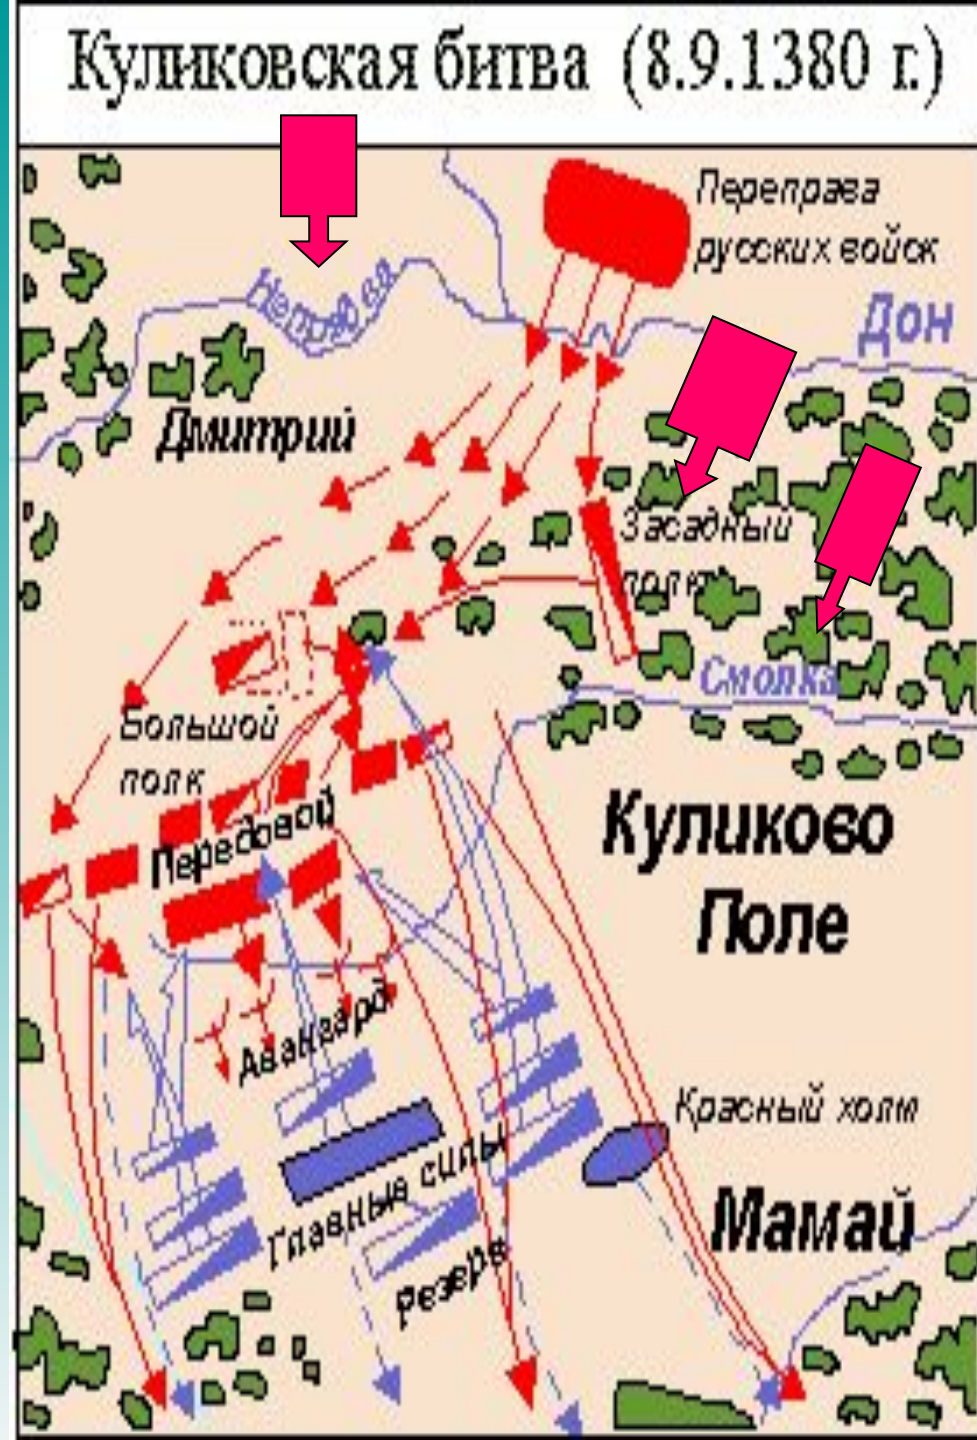 Куликовская битва (8.9.1380 г.)
Переправа
русских войск
Непрядва
Дон
Дмитрий
Засадный
полк
Смолка
Большой
полк
Передовой
Куликово
Поле
Авангард
Красный холм
Главные силы
Мамай
Резерв